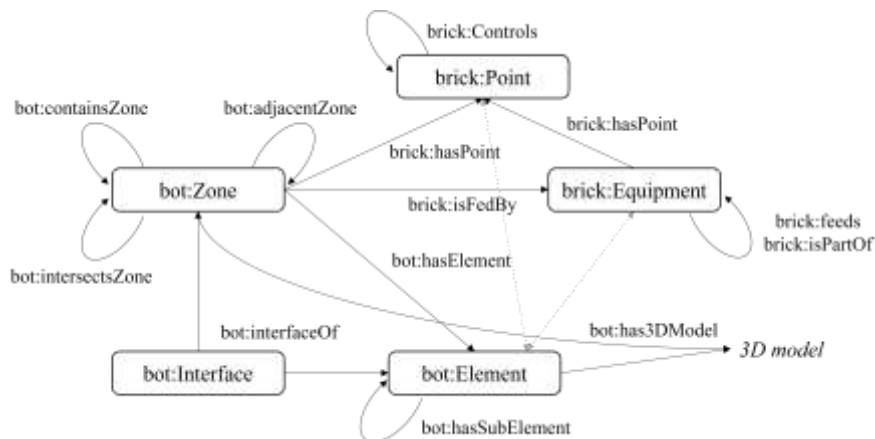 brick:Controls
brick:Point
bot:containsZone
bot:adjacentZone
brick:hasPoint
brick:hasPoint
bot:Zone
brick:Equipment
brick:isFedBy
brick:feeds
brick:isPartOf
bot:intersectsZone
bot:hasElement
bot:interfaceOf
bot:has3DModel
3D model
bot:Interface
bot:Element
bot:hasSubElement